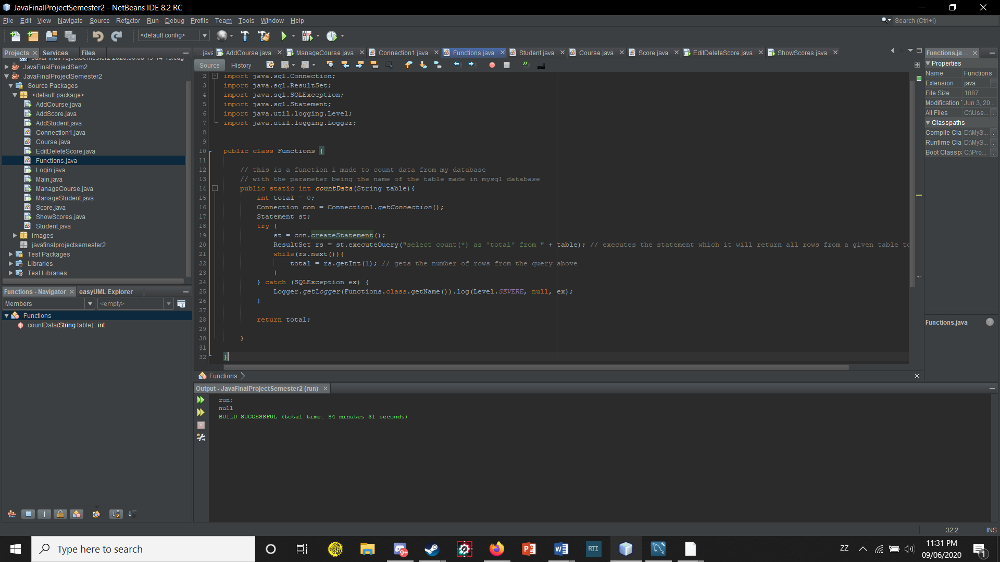 JavaFinalProjectSemester2 - NetBeans IDE 8.2 RC
File Edit View Navigate Source Refactor Run Debug Profile Team Tools Window Help
Search (Ctrl+I)
<default config>
Projects Services Files
JavaFinalProjectSem2
JavaFinalProjectSemester2
Source Packages
<default package>
AddCourse.java
AddScore.java
AddStudent.java
Connection1.java
Course.java
EditDeleteScore.java
Functions.java
Login.java
Main.java
ManageCourse.java
ManageStudent.java
Score.java
ShowScores.java
Student.java
images
javafinalprojectsemester2
Test Packages
Libraries
Test Libraries
Functions - Navigator easyUML Explorer
Members <empty>
Functions
countData(String table) : int
...java AddCourse.java ManageCourse.java Connection1.java Functions.java Student.java Course.java Score.java EditDeleteScore.java ShowScores.java
Source History
2 import java.sql.Connection;
3 import java.sql.ResultSet;
4 import java.sql.SQLException;
5 import java.sql.Statement;
6 import java.util.logging.Level;
7 import java.util.logging.Logger;
8
9
10 public class Functions {
11
12 // this is a function i made to count data from my database
13 // with the parameter being the name of the table made in mysql database
14 public static int countData(String table){
15 int total = 0;
16 Connection con = Connection1.getConnection();
17 Statement st;
18 try {
19 st = con.createStatement();
20 ResultSet rs = st.executeQuery("select count(*) as 'total' from " + table); // executes the statement which it will return all rows from a given table to
21 while(rs.next()){
22 total = rs.getInt(1); // gets the number of rows from the query above
23 }
24 } catch (SQLException ex) {
25 Logger.getLogger(Functions.class.getName()).log(Level.SEVERE, null, ex);
26 }
27
28 return total;
29
30 }
31
32 }
Functions
Output - JavaFinalProjectSemester2 (run)
run:
null
BUILD SUCCESSFUL (total time: 84 minutes 31 seconds)
Functions.ja...
Properties
Name Functions
Extension java ...
File Size 1087
Modification Jun 3, 20...
All Files C:\Use... ...
Classpaths
Compile Cla D:\MyS... ...
Runtime Cla D:\MyS... ...
Boot Classp: C:\Pro... ...
Functions.java
32:2 INS
Type here to search
9+
RTI
ZZ
11:31 PM
09/06/2020
1